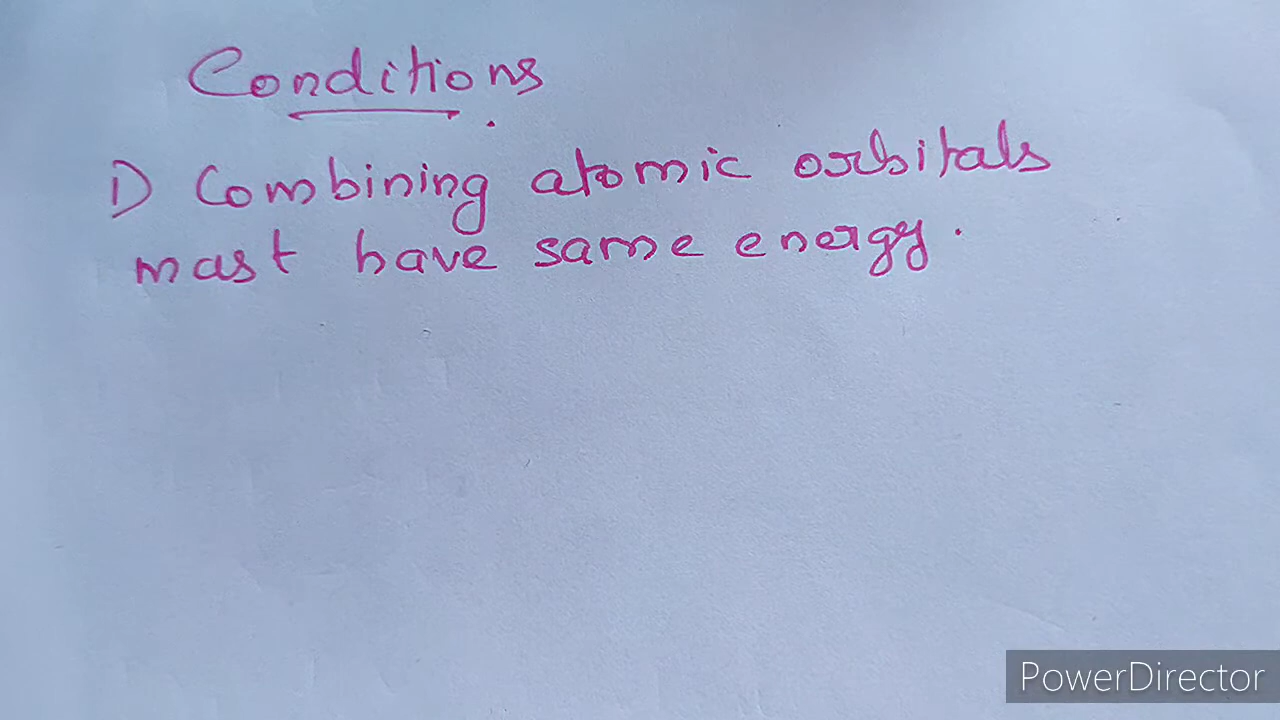 Conditions
1) Combining atomic orbitals
must have same energy.
PowerDirector